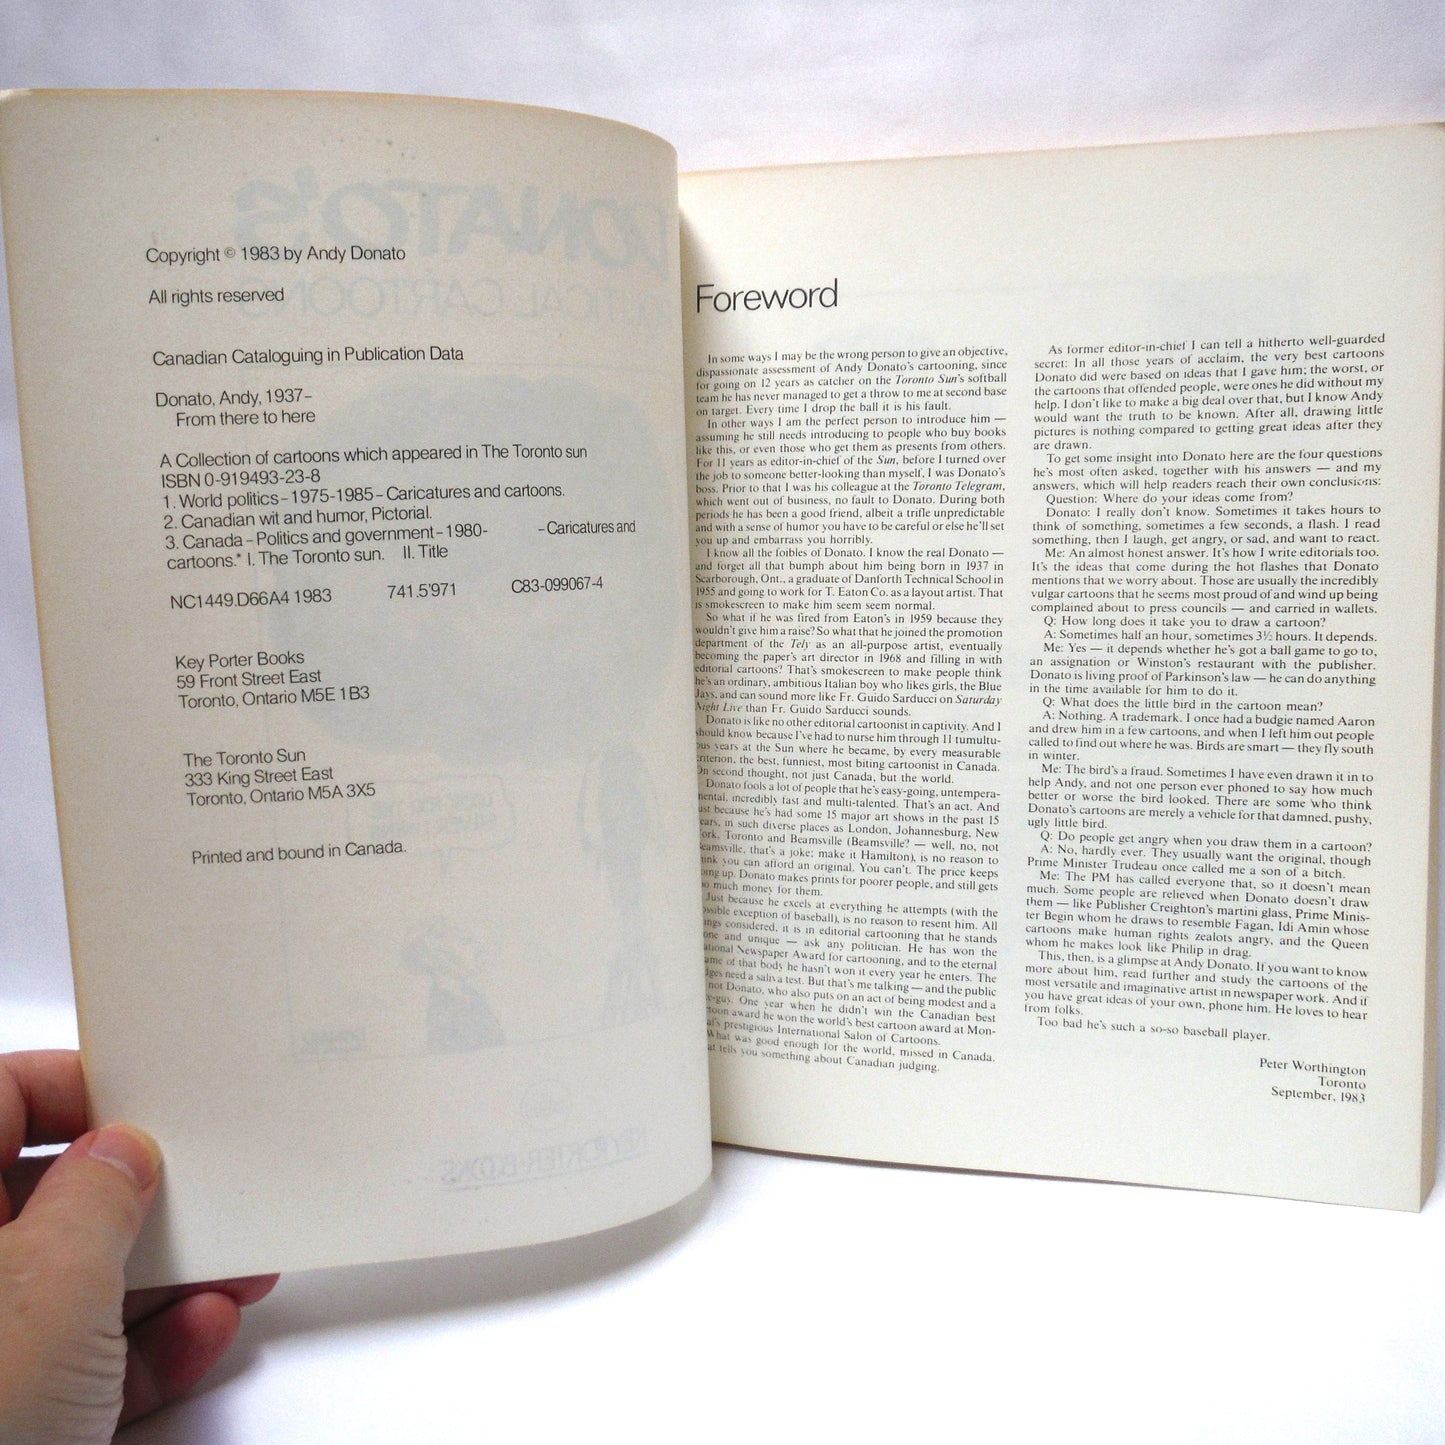 Copyright © 1983 by Andy Donato
All rights reserved
Canadian Cataloguing in Publication Data
Donato, Andy, 1937–
From there to here
A Collection of cartoons which appeared in The Toronto sun
ISBN 0-919493-23-8
1. World politics – 1975-1985 – Caricatures and cartoons.
2. Canadian wit and humor, Pictorial.
3. Canada – Politics and government – 1980- – Caricatures and
cartoons.* I. The Toronto sun. II. Title
NC1449.D66A4 1983 741.5'971 C83-099067-4
Key Porter Books
59 Front Street East
Toronto, Ontario M5E 1B3
The Toronto Sun
333 King Street East
Toronto, Ontario M5A 3X5
Printed and bound in Canada.
Foreword
In some ways I may be the wrong person to give an objective,
dispassionate assessment of Andy Donato's cartooning, since
for going on 12 years as catcher on the Toronto Sun's softball
team he has never managed to get a throw to me at second base
on target. Every time I drop the ball it is his fault.
In other ways I am the perfect person to introduce him —
assuming he still needs introducing to people who buy books
like this, or even those who get them as presents from others.
For 11 years as editor-in-chief of the Sun, before I turned over
the job to someone better-looking than myself, I was Donato's
boss. Prior to that I was his colleague at the Toronto Telegram,
which went out of business, no fault to Donato. During both
periods he has been a good friend, albeit a trifle unpredictable
and with a sense of humor you have to be careful or else he'll set
you up and embarrass you horribly.
I know all the foibles of Donato. I know the real Donato —
and forget all that bumph about him being born in 1937 in
Scarborough, Ont., a graduate of Danforth Technical School in
1955 and going to work for T. Eaton Co. as a layout artist. That
is smokescreen to make him seem seem normal.
So what if he was fired from Eaton's in 1959 because they
wouldn't give him a raise? So what that he joined the promotion
department of the Tely as an all-purpose artist, eventually
becoming the paper's art director in 1968 and filling in with
editorial cartoons? That's smokescreen to make people think
he's an ordinary, ambitious Italian boy who likes girls, the Blue
Jays, and can sound more like Fr. Guido Sarducci on Saturday
Night Live than Fr. Guido Sarducci sounds.
Donato is like no other editorial cartoonist in captivity. And I
should know because I've had to nurse him through 11 tumultu-
ous years at the Sun where he became, by every measurable
criterion, the best, funniest, most biting cartoonist in Canada.
On second thought, not just Canada, but the world.
Donato fools a lot of people that he's easy-going, untempera-
mental, incredibly fast and multi-talented. That's an act. And
just because he's had some 15 major art shows in the past 15
years, in such diverse places as London, Johannesburg, New
York, Toronto and Beamsville (Beamsville? — well, no, not
Beamsville, that's a joke; make it Hamilton), is no reason to
think you can afford an original. You can't. The price keeps
going up. Donato makes prints for poorer people, and still gets
too much money for them.
Just because he excels at everything he attempts (with the
possible exception of baseball), is no reason to resent him. All
things considered, it is in editorial cartooning that he stands
one and unique — ask any politician. He has won the
National Newspaper Award for cartooning, and to the eternal
ame of that body he hasn't won it every year he enters. The
dges need a saliva test. But that's me talking — and the public
not Donato, who also puts on an act of being modest and a
e-guy. One year when he didn't win the Canadian best
toon award he won the world's best cartoon award at Mon-
al's prestigious International Salon of Cartoons.
What was good enough for the world, missed in Canada.
at tells you something about Canadian judging.
As former editor-in-chief I can tell a hitherto well-guarded
secret: In all those years of acclaim, the very best cartoons
Donato did were based on ideas that I gave him; the worst, or
the cartoons that offended people, were ones he did without my
help. I don't like to make a big deal over that, but I know Andy
would want the truth to be known. After all, drawing little
pictures is nothing compared to getting great ideas after they
are drawn.
To get some insight into Donato here are the four questions
he's most often asked, together with his answers — and my
answers, which will help readers reach their own conclusions:
Question: Where do your ideas come from?
Donato: I really don't know. Sometimes it takes hours to
think of something, sometimes a few seconds, a flash. I read
something, then I laugh, get angry, or sad, and want to react.
Me: An almost honest answer. It's how I write editorials too.
It's the ideas that come during the hot flashes that Donato
mentions that we worry about. Those are usually the incredibly
vulgar cartoons that he seems most proud of and wind up being
complained about to press councils — and carried in wallets.
Q: How long does it take you to draw a cartoon?
A: Sometimes half an hour, sometimes 3½ hours. It depends.
Me: Yes — it depends whether he's got a ball game to go to,
an assignation or Winston's restaurant with the publisher.
Donato is living proof of Parkinson's law — he can do anything
in the time available for him to do it.
Q: What does the little bird in the cartoon mean?
A: Nothing. A trademark. I once had a budgie named Aaron
and drew him in a few cartoons, and when I left him out people
called to find out where he was. Birds are smart — they fly south
in winter.
Me: The bird's a fraud. Sometimes I have even drawn it in to
help Andy, and not one person ever phoned to say how much
better or worse the bird looked. There are some who think
Donato's cartoons are merely a vehicle for that damned, pushy,
ugly little bird.
Q: Do people get angry when you draw them in a cartoon?
A: No, hardly ever. They usually want the original, though
Prime Minister Trudeau once called me a son of a bitch.
Me: The PM has called everyone that, so it doesn't mean
much. Some people are relieved when Donato doesn't draw
them — like Publisher Creighton's martini glass, Prime Minis-
ter Begin whom he draws to resemble Fagan, Idi Amin whose
cartoons make human rights zealots angry, and the Queen
whom he makes look like Philip in drag.
This, then, is a glimpse at Andy Donato. If you want to know
more about him, read further and study the cartoons of the
most versatile and imaginative artist in newspaper work. And if
you have great ideas of your own, phone him. He loves to hear
from folks.
Too bad he's such a so-so baseball player.
Peter Worthington
Toronto
September, 1983